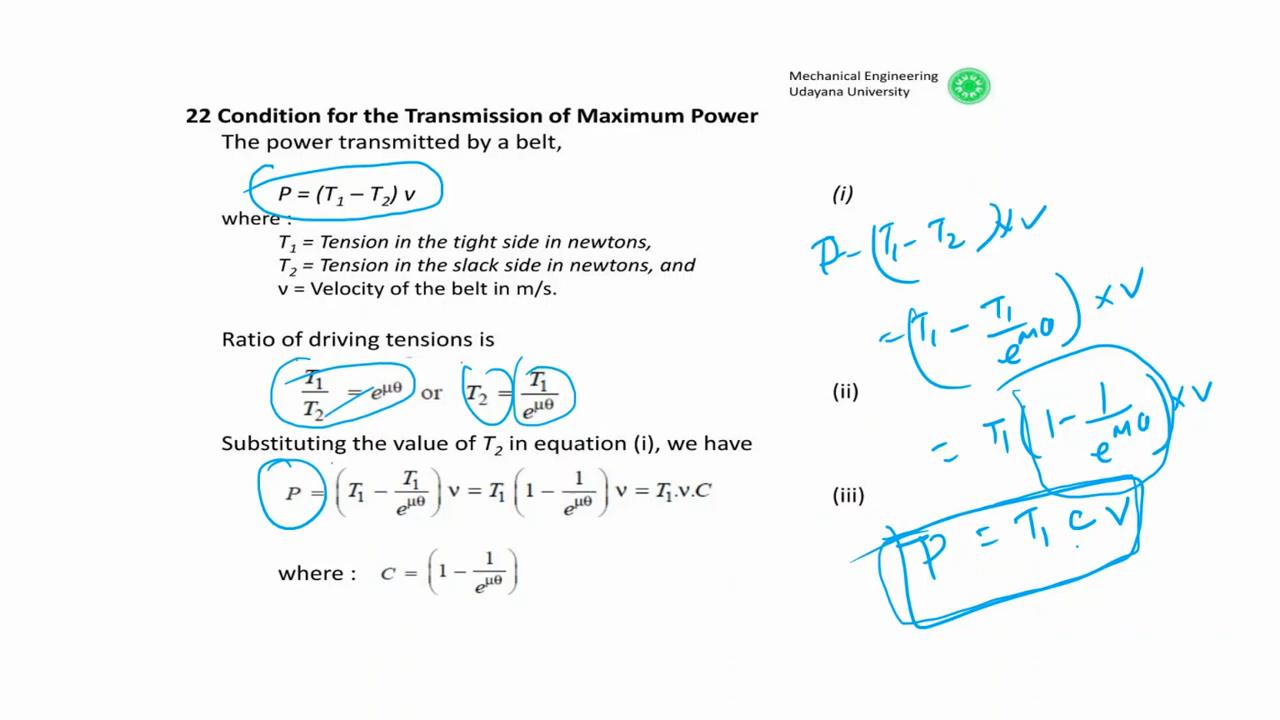 Mechanical Engineering
Udayana University
22 Condition for the Transmission of Maximum Power
The power transmitted by a belt,
P = (T₁ – T₂) v (i)
where :
T₁ = Tension in the tight side in newtons,
T₂ = Tension in the slack side in newtons, and
v = Velocity of the belt in m/s.
Ratio of driving tensions is
T₁/T₂ = e^μθ or T₂ = T₁/e^μθ (ii)
Substituting the value of T₂ in equation (i), we have
P = (T₁ − T₁/e^μθ) v = T₁ (1 − 1/e^μθ) v = T₁.v.C (iii)
where : C = (1 − 1/e^μθ)
P = (T₁ − T₂) × v
= (T₁ − T₁/e^μθ) × v
= T₁ (1 − 1/e^μθ) × v
P = T₁ C v